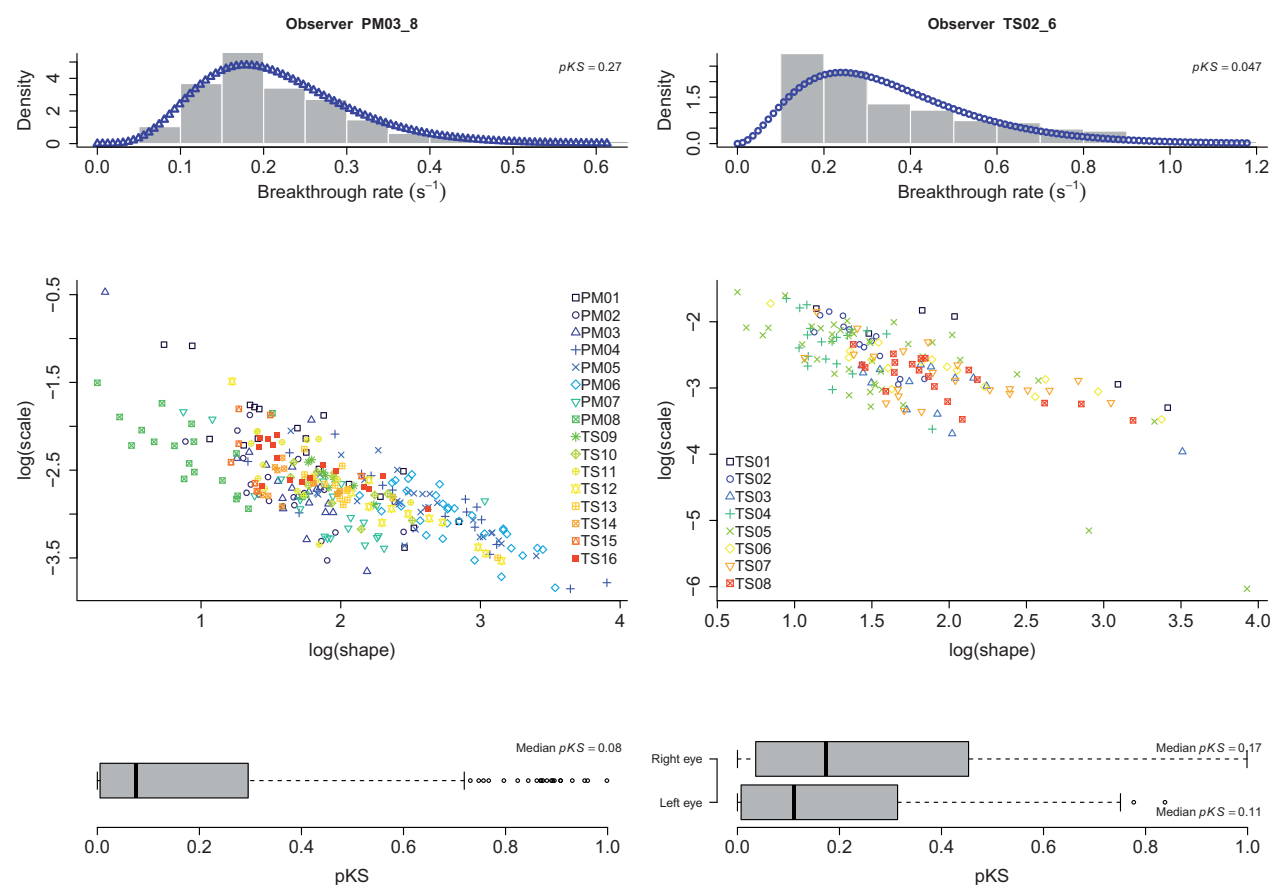 Observer PM03_8
Density
0 2 4
pKS = 0.27
0.0 0.1 0.2 0.3 0.4 0.5 0.6
Breakthrough rate (s⁻¹)
Observer TS02_6
Density
0.0 1.5
pKS = 0.047
0.0 0.2 0.4 0.6 0.8 1.0 1.2
Breakthrough rate (s⁻¹)
log(scale)
−0.5
−1.5
−2.5
−3.5
PM01
PM02
PM03
PM04
PM05
PM06
PM07
PM08
TS09
TS10
TS11
TS12
TS13
TS14
TS15
TS16
1 2 3 4
log(shape)
log(scale)
−2
−3
−4
−5
−6
TS01
TS02
TS03
TS04
TS05
TS06
TS07
TS08
0.5 1.0 1.5 2.0 2.5 3.0 3.5 4.0
log(shape)
Median pKS = 0.08
0.0 0.2 0.4 0.6 0.8 1.0
pKS
Right eye
Median pKS = 0.17
Left eye
Median pKS = 0.11
0.0 0.2 0.4 0.6 0.8 1.0
pKS